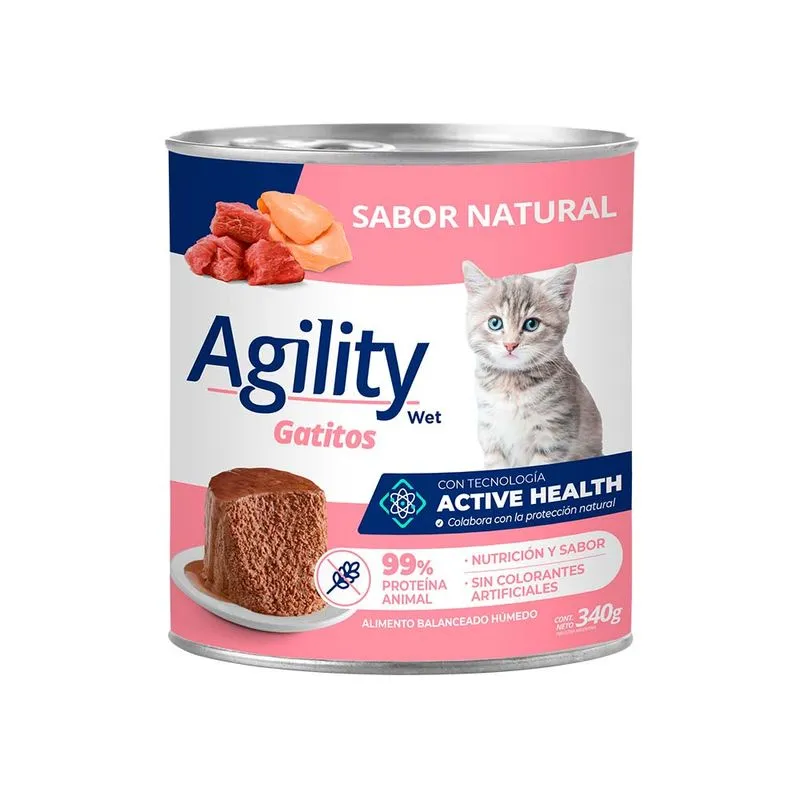 SABOR NATURAL
Agility
Wet
Gatitos
CON TECNOLOGÍA
ACTIVE HEALTH
Colabora con la protección natural
99%
PROTEÍNA
ANIMAL
• NUTRICIÓN Y SABOR
• SIN COLORANTES
ARTIFICIALES
ALIMENTO BALANCEADO HÚMEDO
CONT.
NETO
340g